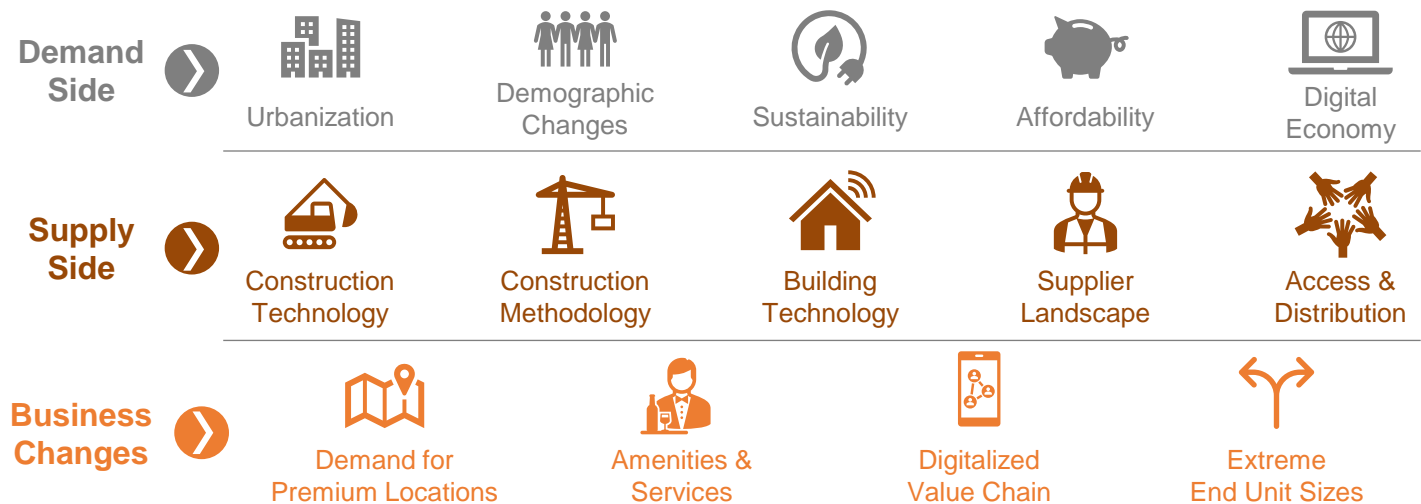 Demand
Side
Urbanization
Demographic
Changes
Sustainability
Affordability
Digital
Economy
Supply
Side
Construction
Technology
Construction
Methodology
Building
Technology
Supplier
Landscape
Access &
Distribution
Business
Changes
Demand for
Premium Locations
Amenities &
Services
Digitalized
Value Chain
Extreme
End Unit Sizes